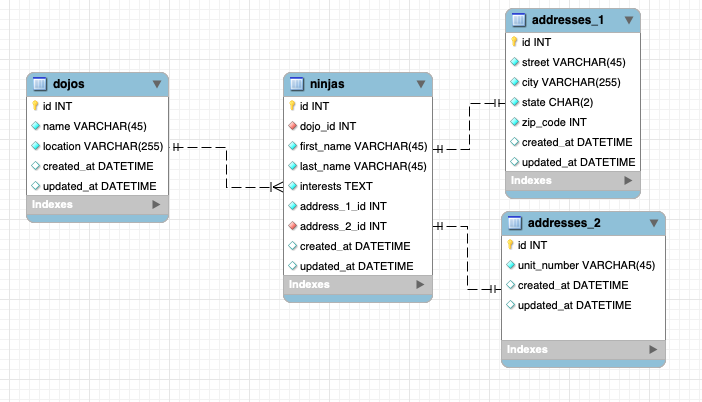 dojos
id INT
name VARCHAR(45)
location VARCHAR(255)
created_at DATETIME
updated_at DATETIME
Indexes
ninjas
id INT
dojo_id INT
first_name VARCHAR(45)
last_name VARCHAR(45)
interests TEXT
address_1_id INT
address_2_id INT
created_at DATETIME
updated_at DATETIME
Indexes
addresses_1
id INT
street VARCHAR(45)
city VARCHAR(255)
state CHAR(2)
zip_code INT
created_at DATETIME
updated_at DATETIME
Indexes
addresses_2
id INT
unit_number VARCHAR(45)
created_at DATETIME
updated_at DATETIME
Indexes